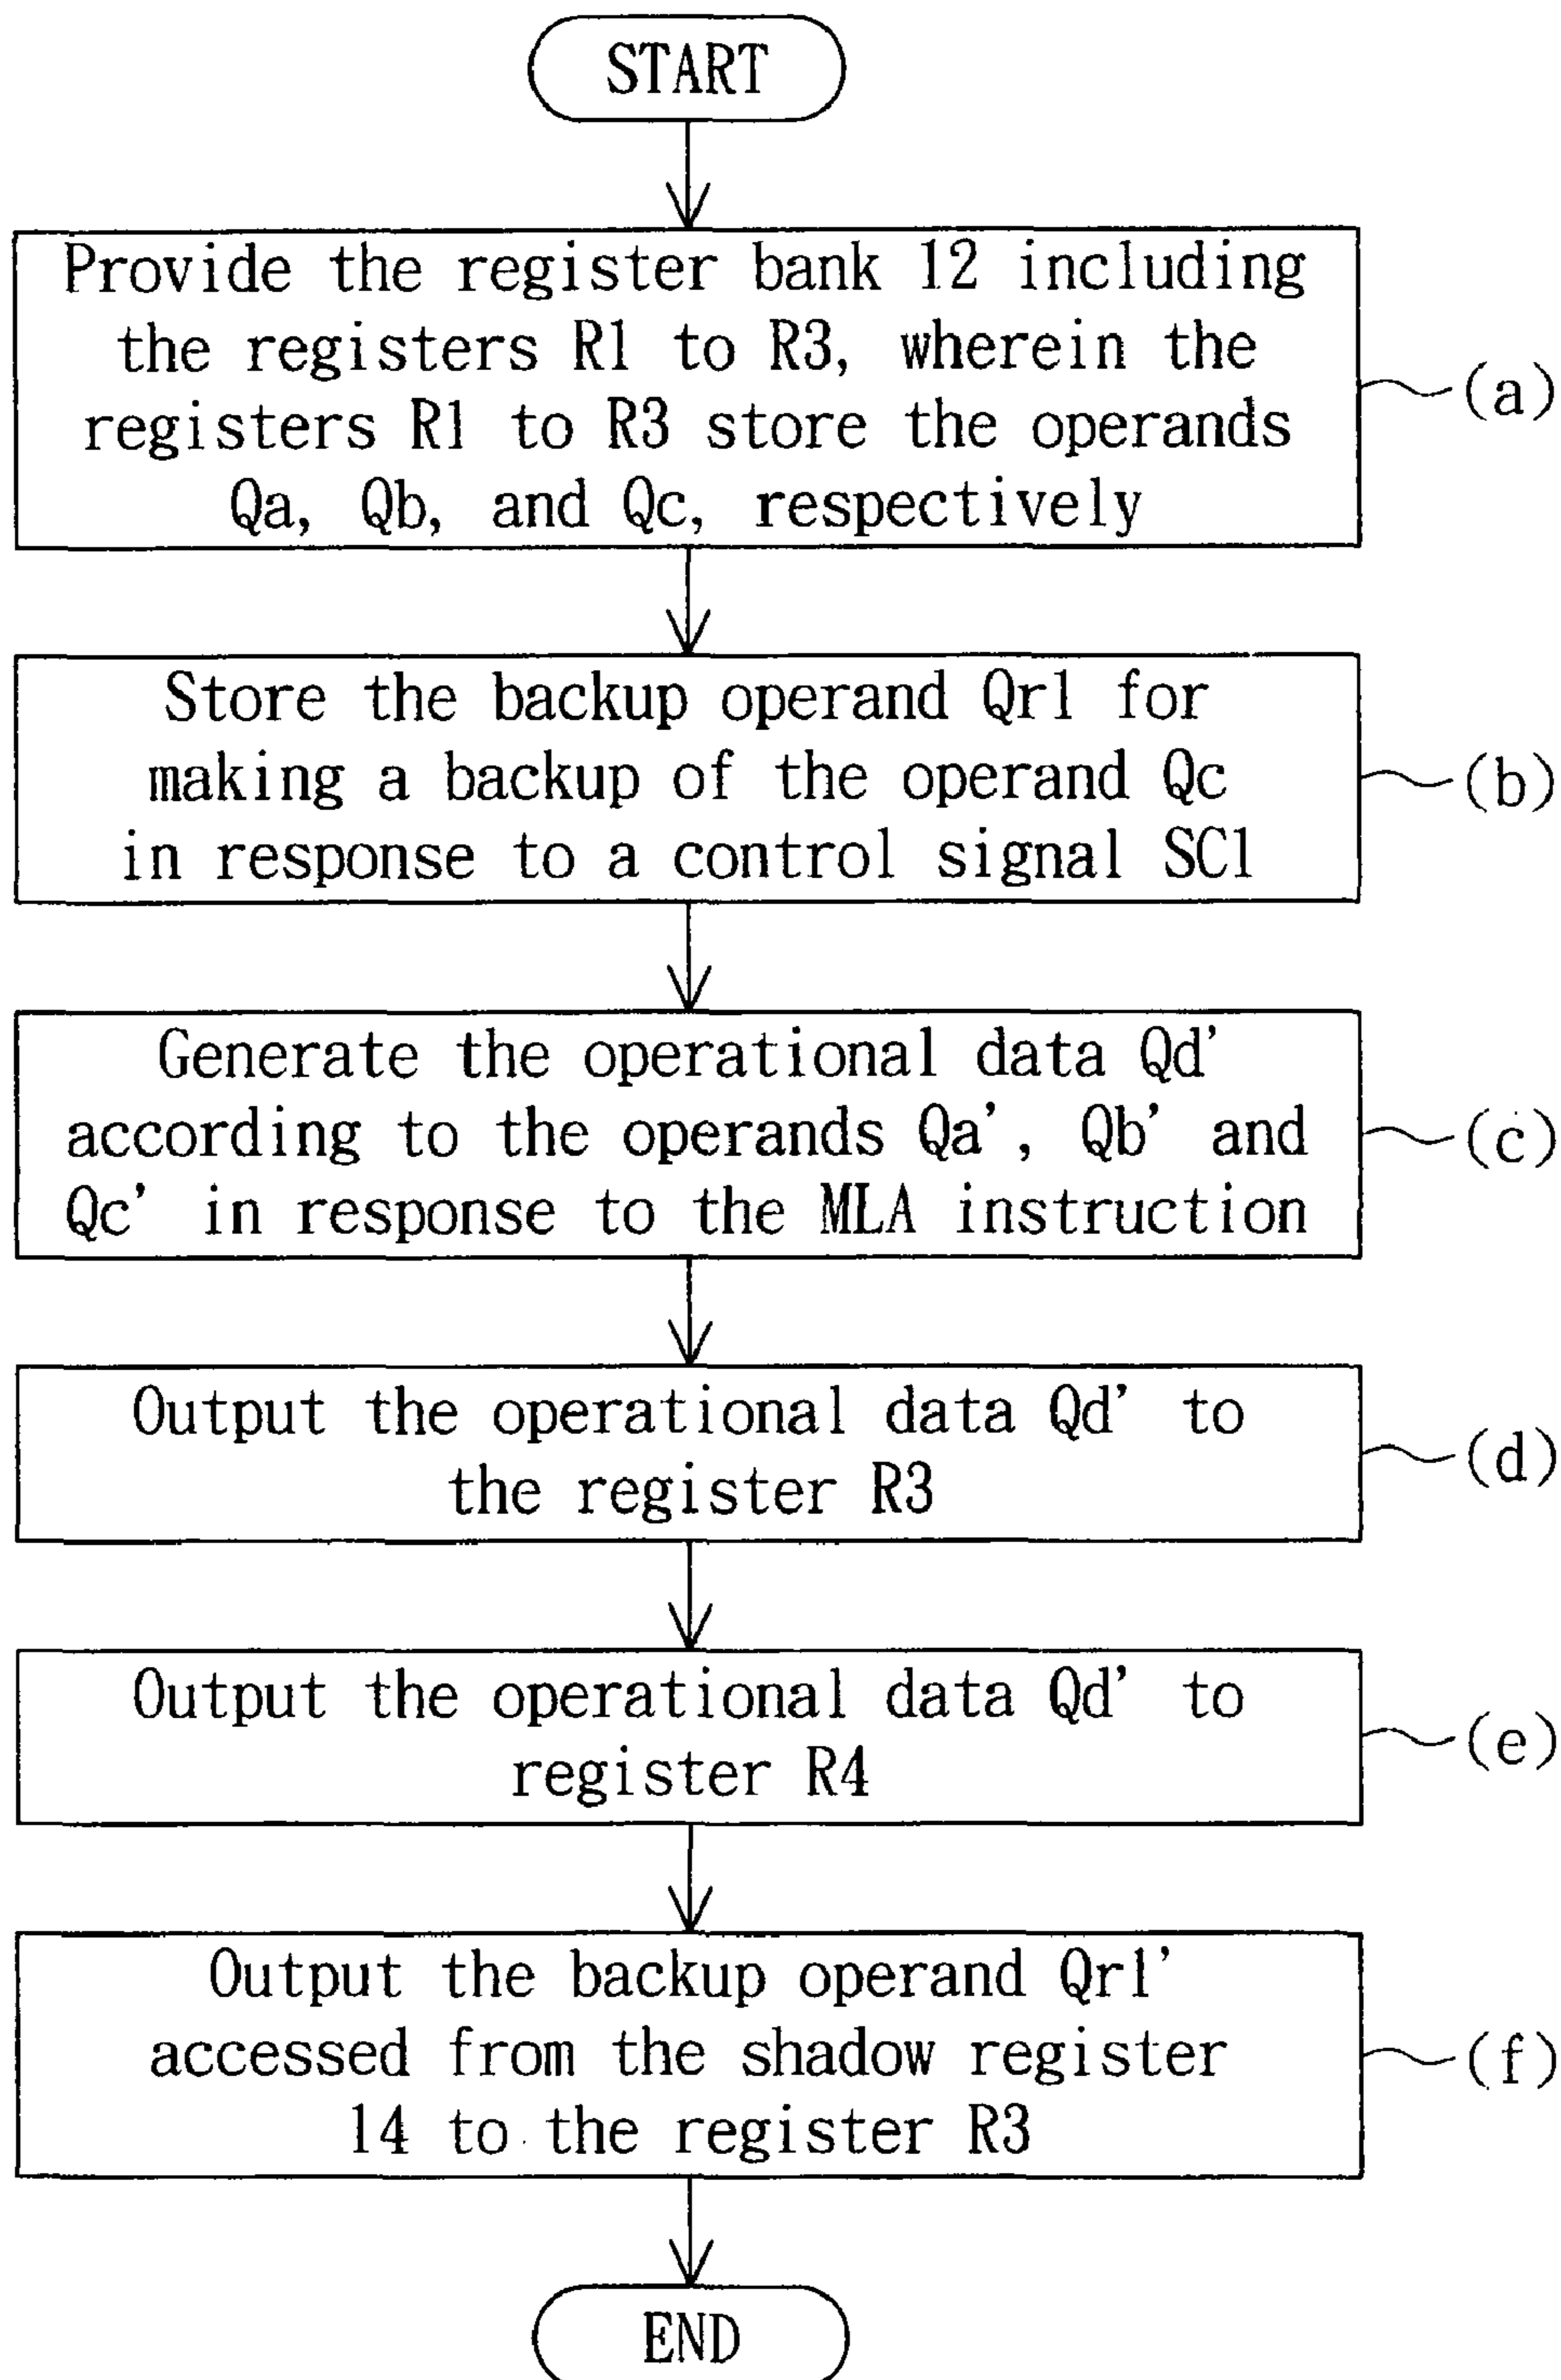 START
Provide the register bank 12 including
the registers R1 to R3, wherein the
registers R1 to R3 store the operands
Qa, Qb, and Qc, respectively
(a)
Store the backup operand Qr1 for
making a backup of the operand Qc
in response to a control signal SC1
(b)
Generate the operational data Qd'
according to the operands Qa', Qb' and
Qc' in response to the MLA instruction
(c)
Output the operational data Qd' to
the register R3
(d)
Output the operational data Qd' to
register R4
(e)
Output the backup operand Qr1'
accessed from the shadow register
14 to the register R3
(f)
END